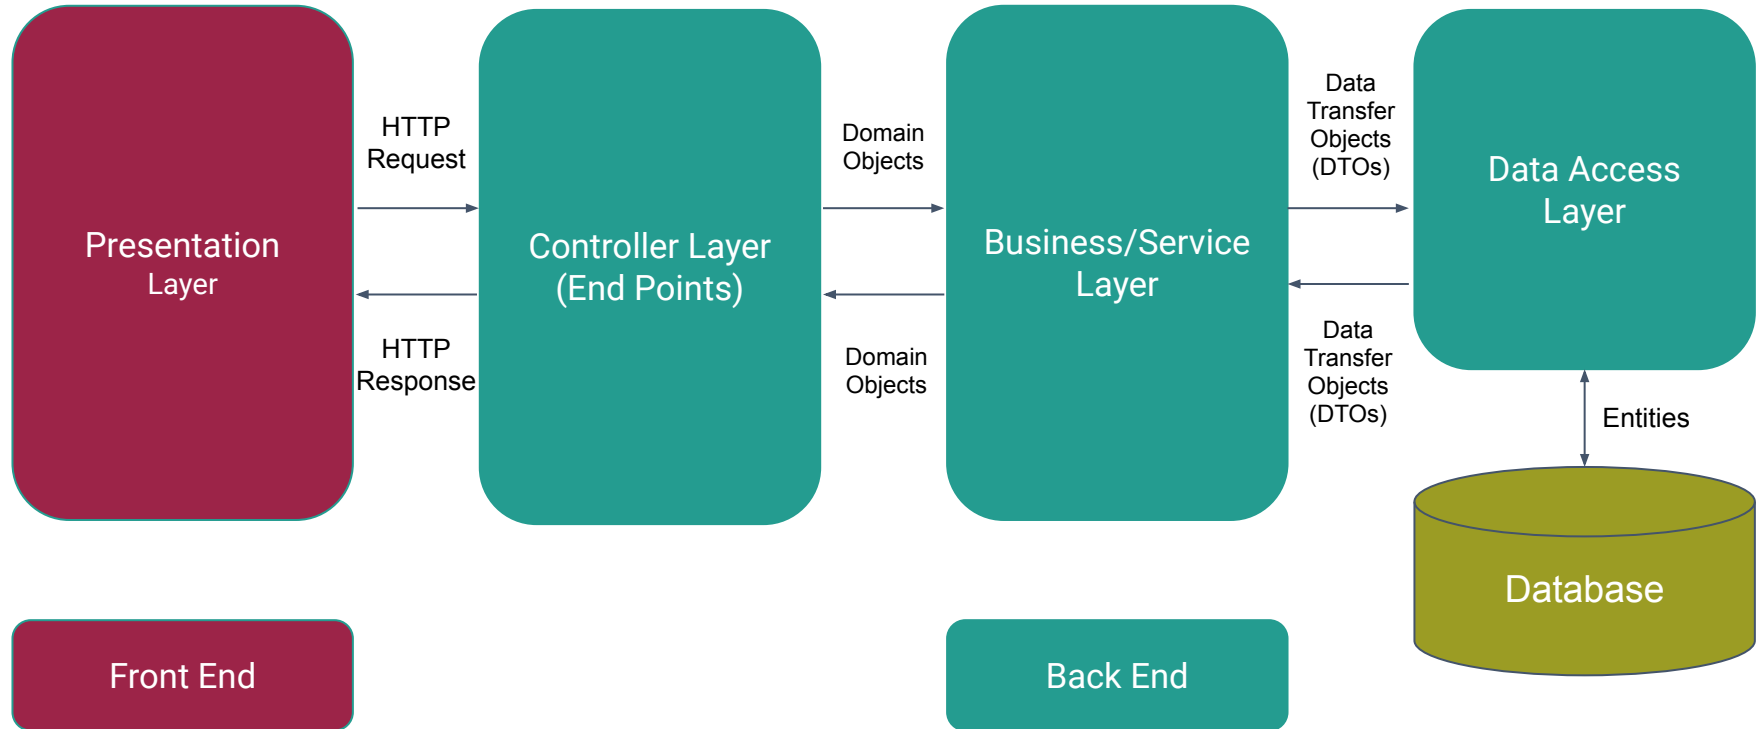 Presentation
Layer
HTTP
Request
HTTP
Response
Controller Layer
(End Points)
Domain
Objects
Domain
Objects
Business/Service
Layer
Data
Transfer
Objects
(DTOs)
Data
Transfer
Objects
(DTOs)
Data Access
Layer
Entities
Database
Front End
Back End